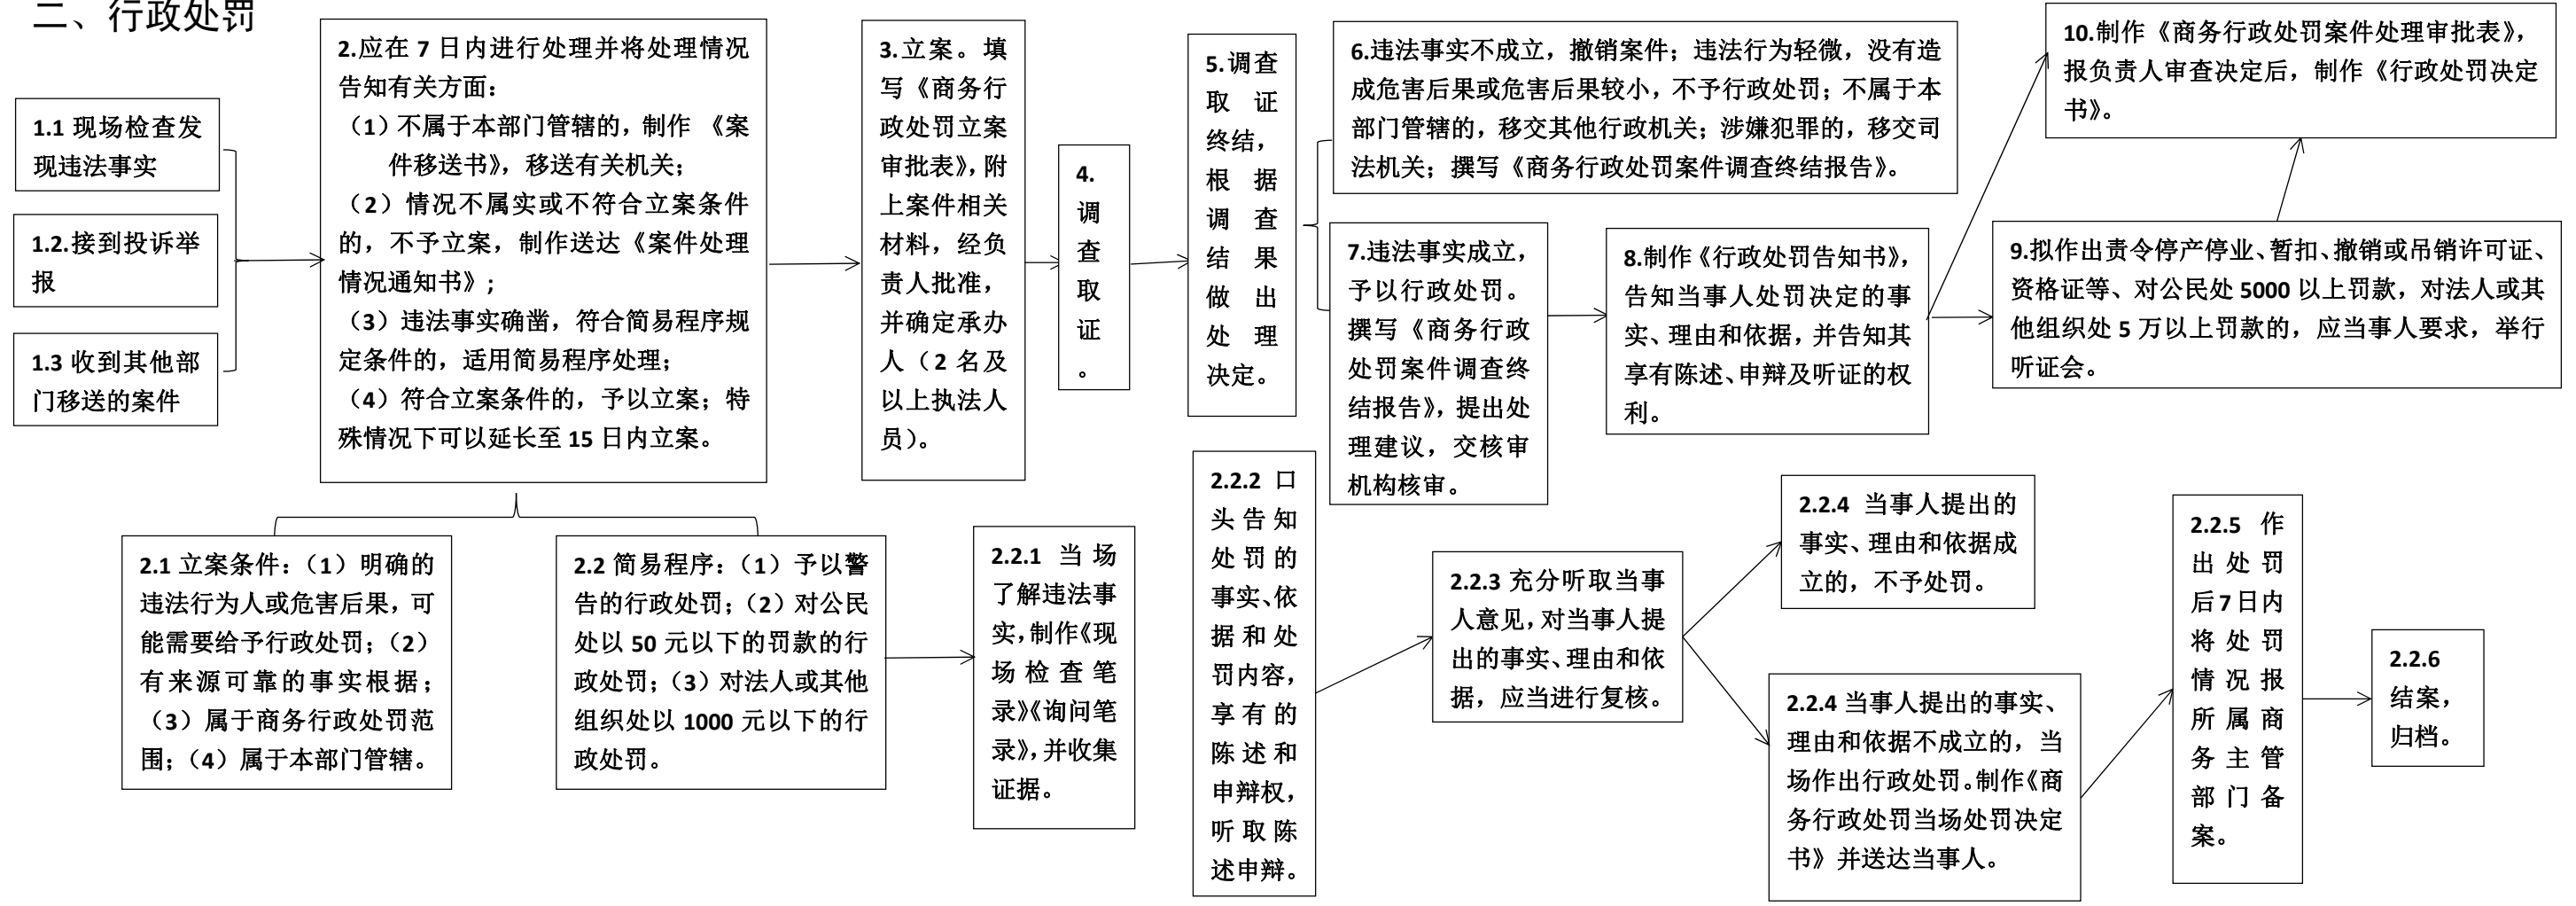 二、行政处罚
1.1 现场检查发
现违法事实
1.2.接到投诉举
报
1.3 收到其他部
门移送的案件
2.应在 7 日内进行处理并将处理情况
告知有关方面：
（1）不属于本部门管辖的，制作 《案
件移送书》，移送有关机关；
（2）情况不属实或不符合立案条件
的，不予立案，制作送达《案件处理
情况通知书》；
（3）违法事实确凿，符合简易程序规
定条件的，适用简易程序处理；
（4）符合立案条件的，予以立案；特
殊情况下可以延长至 15 日内立案。
3.立案。填
写《商务行
政处罚立案
审批表》，附
上案件相关
材料，经负
责人批准，
并确定承办
人（2 名及
以上执法人
员）。
4.
调
查
取
证
。
5.调查
取证
终结，
根据
调查
结果
做出
处理
决定。
6.违法事实不成立，撤销案件；违法行为轻微，没有造
成危害后果或危害后果较小，不予行政处罚；不属于本
部门管辖的，移交其他行政机关；涉嫌犯罪的，移交司
法机关；撰写《商务行政处罚案件调查终结报告》。
7.违法事实成立，
予以行政处罚。
撰写《商务行政
处罚案件调查终
结报告》，提出处
理建议，交核审
机构核审。
8.制作《行政处罚告知书》，
告知当事人处罚决定的事
实、理由和依据，并告知其
享有陈述、申辩及听证的权
利。
9.拟作出责令停产停业、暂扣、撤销或吊销许可证、
资格证等、对公民处 5000 以上罚款，对法人或其
他组织处 5 万以上罚款的，应当事人要求，举行
听证会。
10.制作《商务行政处罚案件处理审批表》，
报负责人审查决定后，制作《行政处罚决定
书》。
2.1 立案条件：（1）明确的
违法行为人或危害后果，可
能需要给予行政处罚；（2）
有来源可靠的事实根据；
（3）属于商务行政处罚范
围；（4）属于本部门管辖。
2.2 简易程序：（1）予以警
告的行政处罚；（2）对公民
处以 50 元以下的罚款的行
政处罚；（3）对法人或其他
组织处以 1000 元以下的行
政处罚。
2.2.1 当场
了解违法事
实，制作《现
场检查笔
录》《询问笔
录》，并收集
证据。
2.2.2 口
头告知
处罚的
事实、依
据和处
罚内容，
享有的
陈述和
申辩权，
听取陈
述申辩。
2.2.3 充分听取当事
人意见，对当事人提
出的事实、理由和依
据，应当进行复核。
2.2.4 当事人提出的
事实、理由和依据成
立的，不予处罚。
2.2.4 当事人提出的事实、
理由和依据不成立的，当
场作出行政处罚。制作《商
务行政处罚当场处罚决定
书》并送达当事人。
2.2.5 作
出处罚
后 7 日内
将处罚
情况报
所属商
务主管
部门备
案。
2.2.6
结案，
归档。